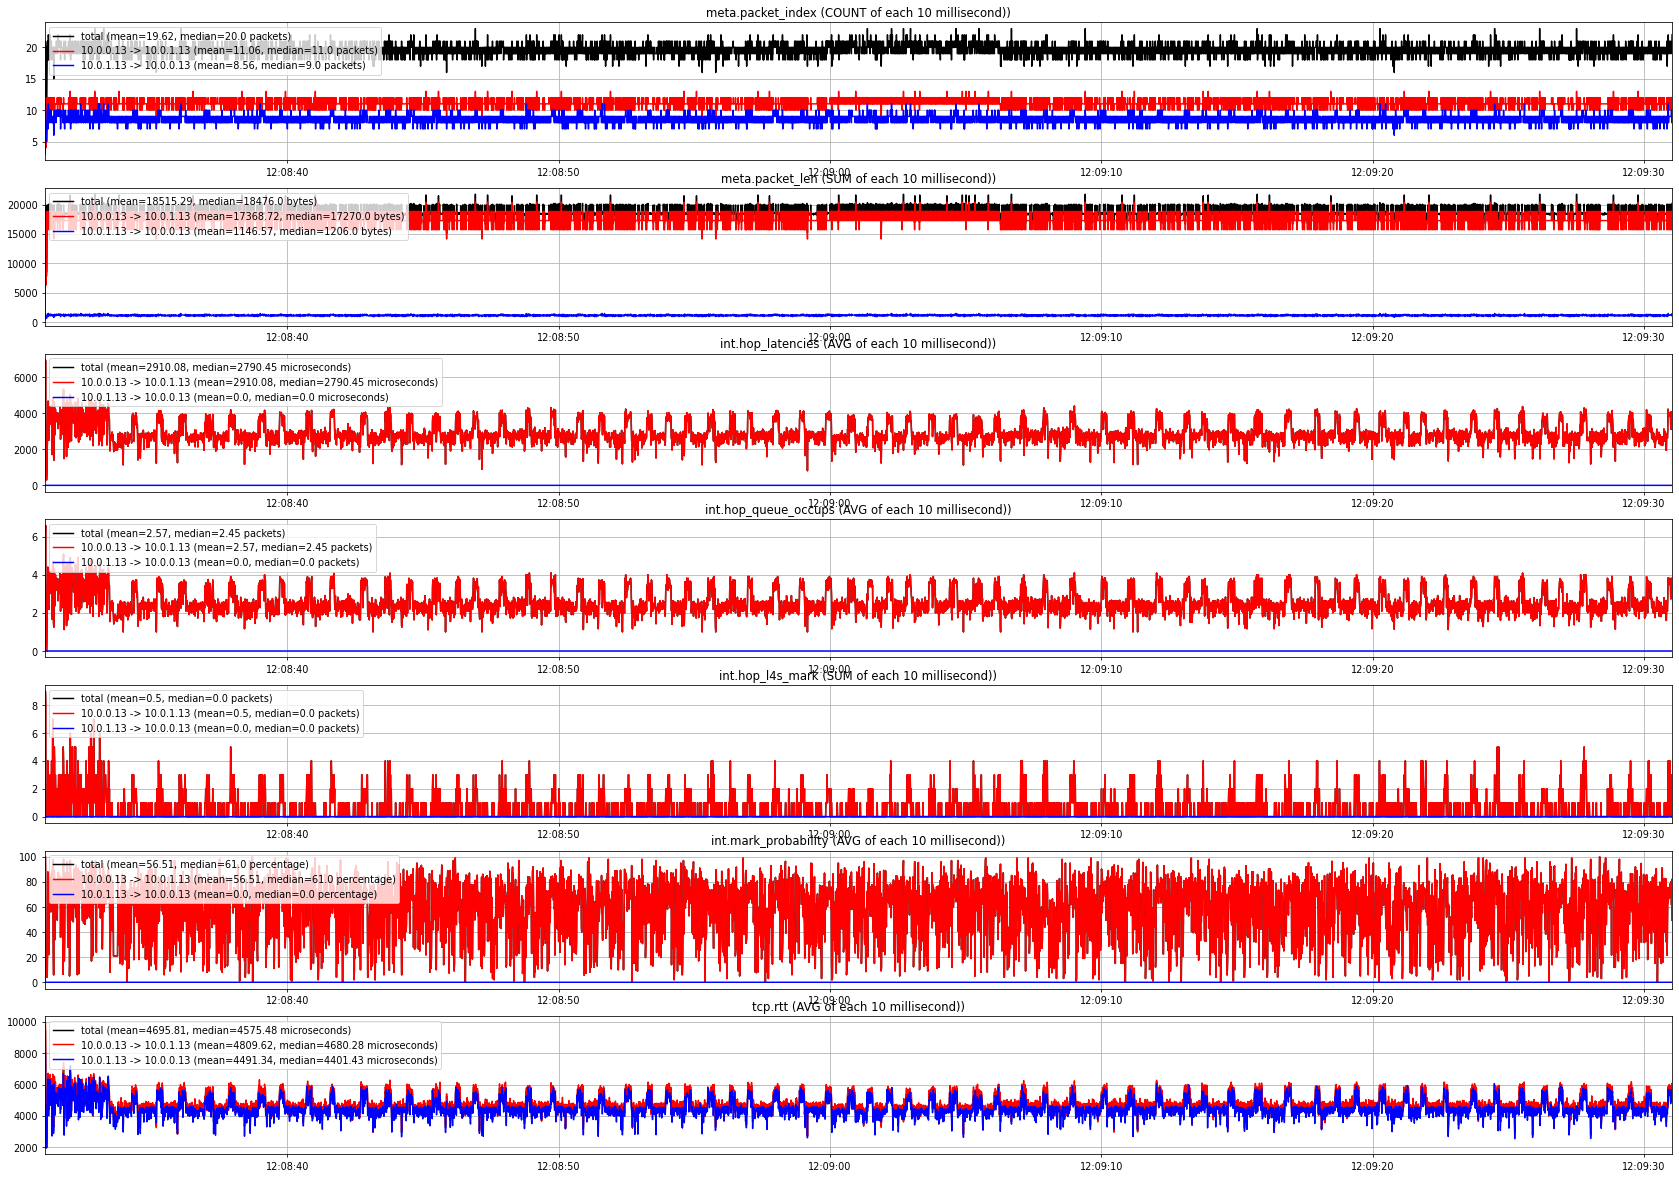 meta.packet_index (COUNT of each 10 millisecond))
total (mean=19.62, median=20.0 packets)
10.0.0.13 -> 10.0.1.13 (mean=11.06, median=11.0 packets)
10.0.1.13 -> 10.0.0.13 (mean=8.56, median=9.0 packets)
20
15
10
5
12:08:40 12:08:50 12:09:00 12:09:10 12:09:20 12:09:30
meta.packet_len (SUM of each 10 millisecond))
total (mean=18515.29, median=18476.0 bytes)
10.0.0.13 -> 10.0.1.13 (mean=17368.72, median=17270.0 bytes)
10.0.1.13 -> 10.0.0.13 (mean=1146.57, median=1206.0 bytes)
20000
15000
10000
5000
0
12:08:40 12:08:50 12:09:00 12:09:10 12:09:20 12:09:30
int.hop_latencies (AVG of each 10 millisecond))
total (mean=2910.08, median=2790.45 microseconds)
10.0.0.13 -> 10.0.1.13 (mean=2910.08, median=2790.45 microseconds)
10.0.1.13 -> 10.0.0.13 (mean=0.0, median=0.0 microseconds)
6000
4000
2000
0
12:08:40 12:08:50 12:09:00 12:09:10 12:09:20 12:09:30
int.hop_queue_occups (AVG of each 10 millisecond))
total (mean=2.57, median=2.45 packets)
10.0.0.13 -> 10.0.1.13 (mean=2.57, median=2.45 packets)
10.0.1.13 -> 10.0.0.13 (mean=0.0, median=0.0 packets)
6
4
2
0
12:08:40 12:08:50 12:09:00 12:09:10 12:09:20 12:09:30
int.hop_l4s_mark (SUM of each 10 millisecond))
total (mean=0.5, median=0.0 packets)
10.0.0.13 -> 10.0.1.13 (mean=0.5, median=0.0 packets)
10.0.1.13 -> 10.0.0.13 (mean=0.0, median=0.0 packets)
8
6
4
2
0
12:08:40 12:08:50 12:09:00 12:09:10 12:09:20 12:09:30
int.mark_probability (AVG of each 10 millisecond))
total (mean=56.51, median=61.0 percentage)
10.0.0.13 -> 10.0.1.13 (mean=56.51, median=61.0 percentage)
10.0.1.13 -> 10.0.0.13 (mean=0.0, median=0.0 percentage)
100
80
60
40
20
0
12:08:40 12:08:50 12:09:00 12:09:10 12:09:20 12:09:30
tcp.rtt (AVG of each 10 millisecond))
total (mean=4695.81, median=4575.48 microseconds)
10.0.0.13 -> 10.0.1.13 (mean=4809.62, median=4680.28 microseconds)
10.0.1.13 -> 10.0.0.13 (mean=4491.34, median=4401.43 microseconds)
10000
8000
6000
4000
2000
12:08:40 12:08:50 12:09:00 12:09:10 12:09:20 12:09:30